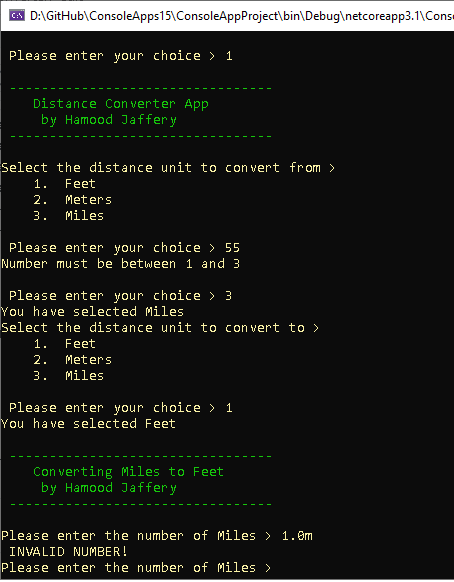 D:\GitHub\ConsoleApps15\ConsoleAppProject\bin\Debug\netcoreapp3.1\Conso
Please enter your choice > 1
---------------------------------
Distance Converter App
by Hamood Jaffery
---------------------------------
Select the distance unit to convert from >
1. Feet
2. Meters
3. Miles
Please enter your choice > 55
Number must be between 1 and 3
Please enter your choice > 3
You have selected Miles
Select the distance unit to convert to >
1. Feet
2. Meters
3. Miles
Please enter your choice > 1
You have selected Feet
---------------------------------
Converting Miles to Feet
by Hamood Jaffery
---------------------------------
Please enter the number of Miles > 1.0m
INVALID NUMBER!
Please enter the number of Miles >